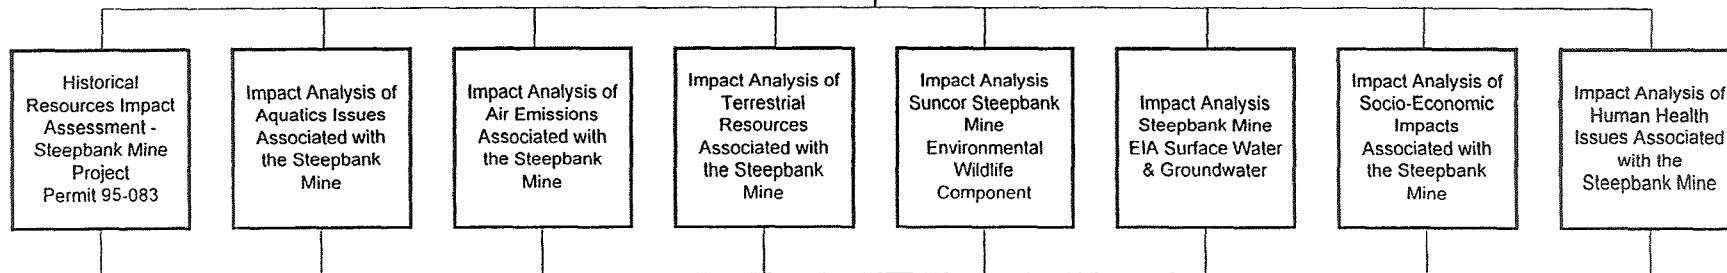 Historical
Resources Impact
Assessment -
Steepbank Mine
Project
Permit 95-083
Impact Analysis of
Aquatics Issues
Associated with
the Steepbank
Mine
Impact Analysis of
Air Emissions
Associated with
the Steepbank
Mine
Impact Analysis of
Terrestrial
Resources
Associated with
the Steepbank
Mine
Impact Analysis
Suncor Steepbank
Mine
Environmental
Wildlife
Component
Impact Analysis
Steepbank Mine
EIA Surface Water
& Groundwater
Impact Analysis of
Socio-Economic
Impacts
Associated with
the Steepbank
Mine
Impact Analysis of
Human Health
Issues Associated
with the
Steepbank Mine